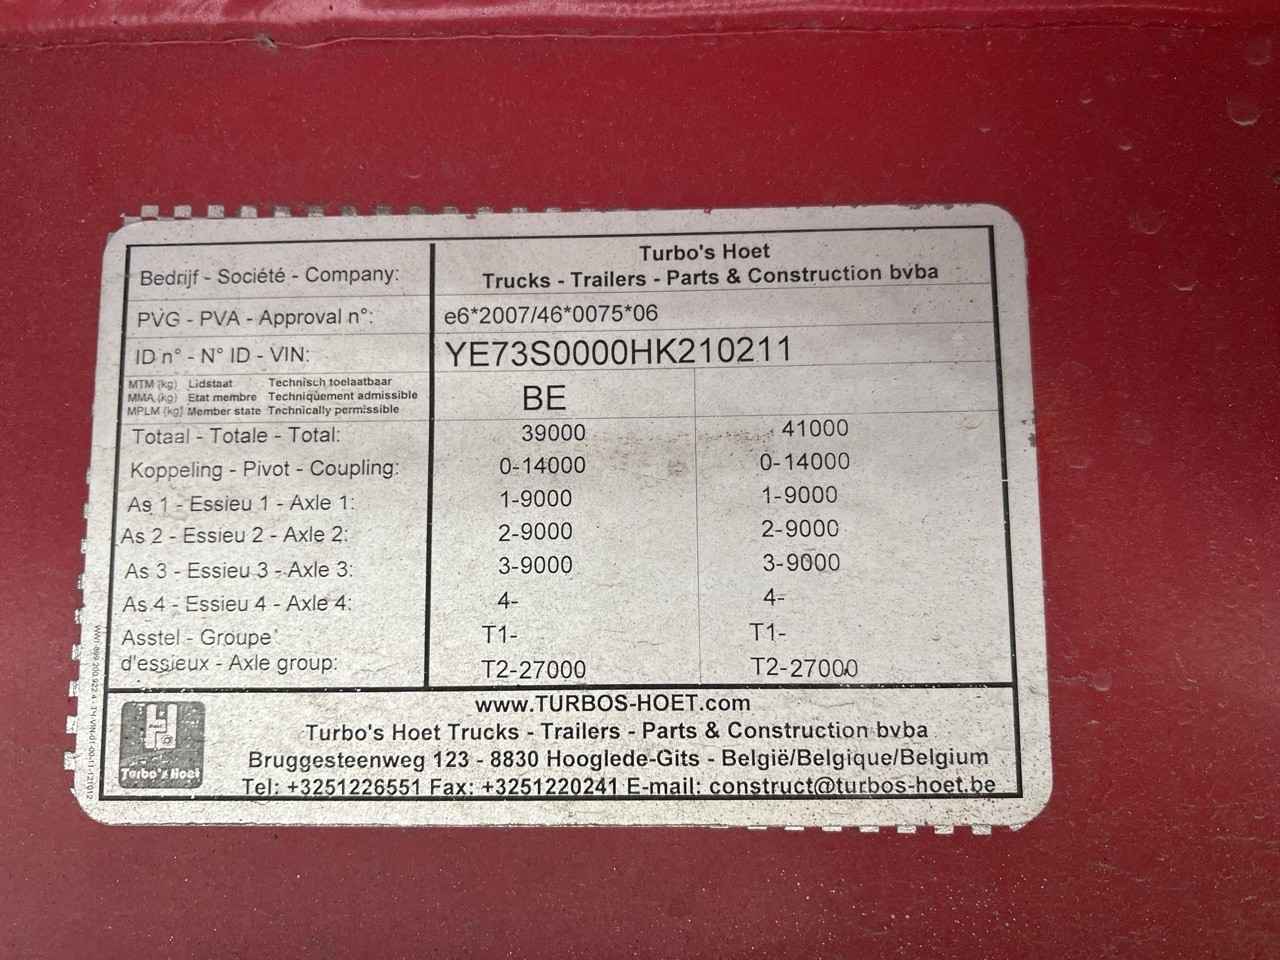 Bedrijf - Société - Company:
Turbo's Hoet
Trucks - Trailers - Parts & Construction bvba
PVG - PVA - Approval n°:
e6*2007/46*0075*06
ID n° - N° ID - VIN:
YE73S0000HK210211
MTM (kg) Lidstaat Technisch toelaatbaar
MMA (kg) Etat membre Techniquement admissible
MPLM (kg) Member state Technically permissible
BE
Totaal - Totale - Total: 39000 41000
Koppeling - Pivot - Coupling: 0-14000 0-14000
As 1 - Essieu 1 - Axle 1: 1-9000 1-9000
As 2 - Essieu 2 - Axle 2: 2-9000 2-9000
As 3 - Essieu 3 - Axle 3: 3-9000 3-9000
As 4 - Essieu 4 - Axle 4: 4- 4-
Asstel - Groupe T1- T1-
d'essieux - Axle group: T2-27000 T2-27000
www.TURBOS-HOET.com
Turbo's Hoet Trucks - Trailers - Parts & Construction bvba
Bruggesteenweg 123 - 8830 Hooglede-Gits - België/Belgique/Belgium
Tel: +3251226551 Fax: +3251220241 E-mail: construct@turbos-hoet.be
Turbo's Hoet